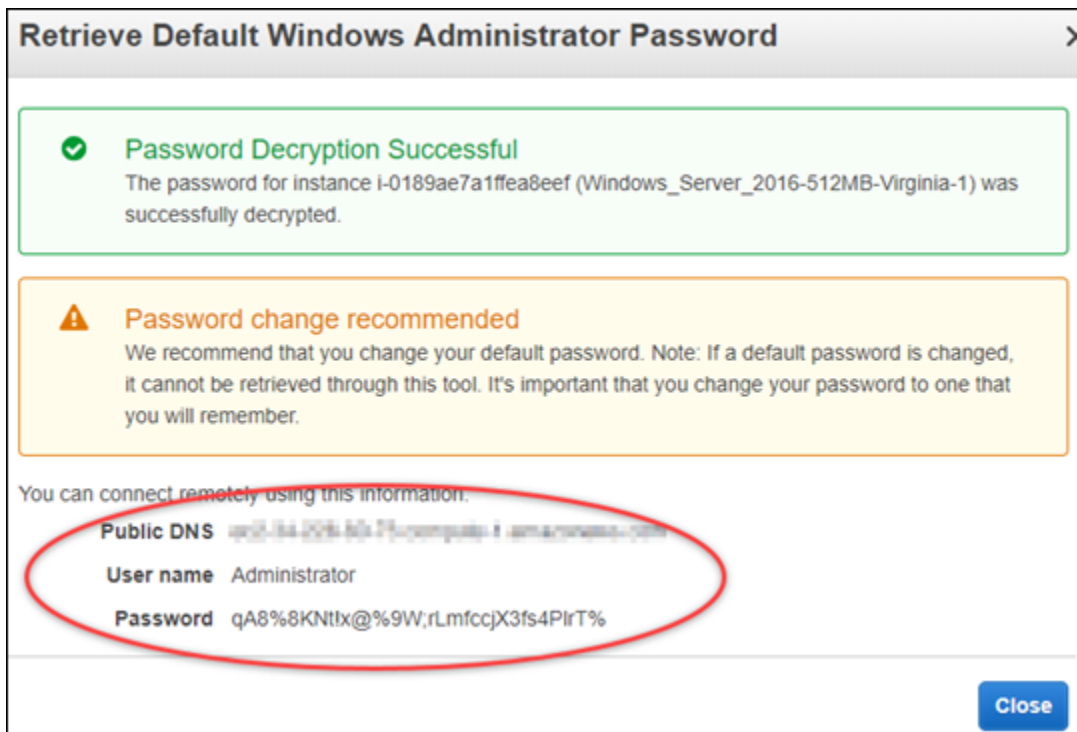 Retrieve Default Windows Administrator Password
Password Decryption Successful
The password for instance i-0189ae7a1ffea8eef (Windows_Server_2016-512MB-Virginia-1) was
successfully decrypted.
Password change recommended
We recommend that you change your default password. Note: If a default password is changed,
it cannot be retrieved through this tool. It's important that you change your password to one that
you will remember.
You can connect remotely using this information.
Public DNS
User name Administrator
Password qA8%8KNtIx@%9W;rLmfccjX3fs4PIrT%
Close